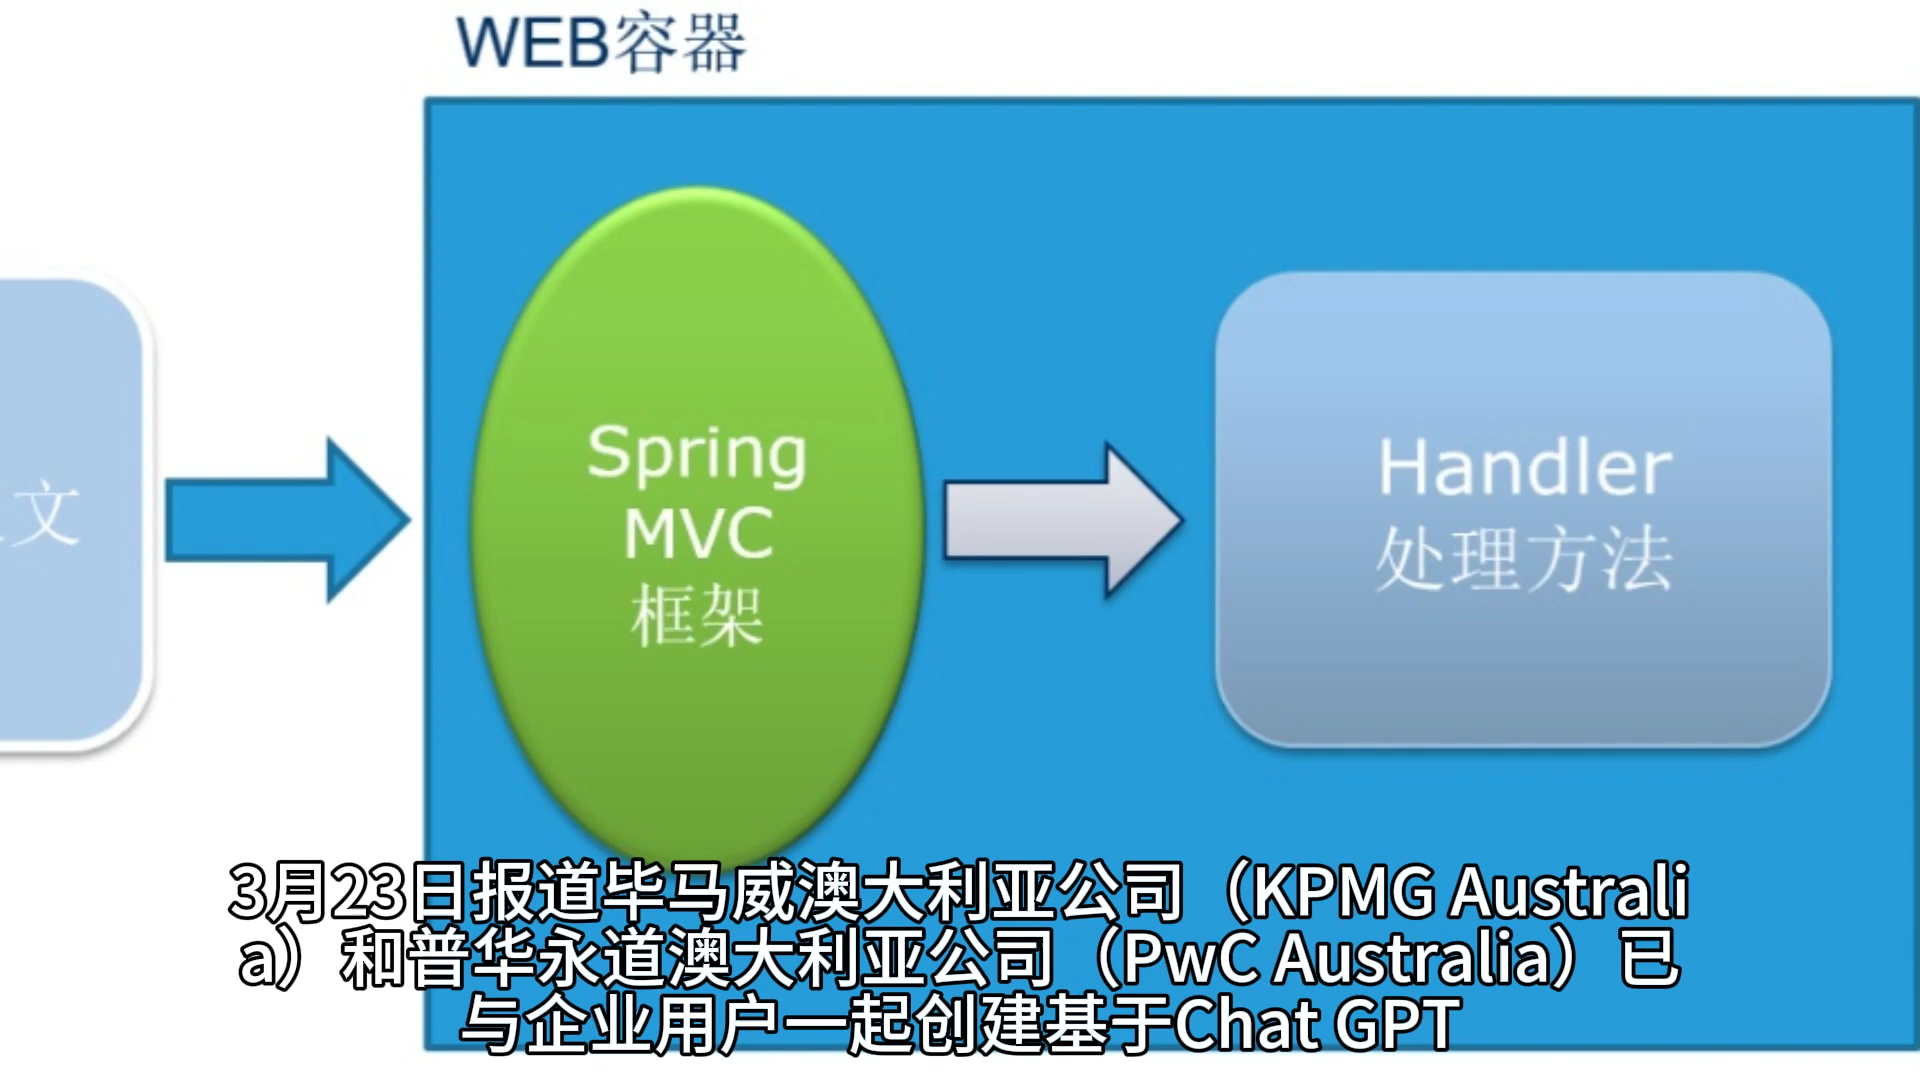 WEB容器
文
Spring
MVC
框架
Handler
处理方法
3月23日报道毕马威澳大利亚公司（KPMG Australi
a）和普华永道澳大利亚公司（PwC Australia）已
与企业用户一起创建基于Chat GPT